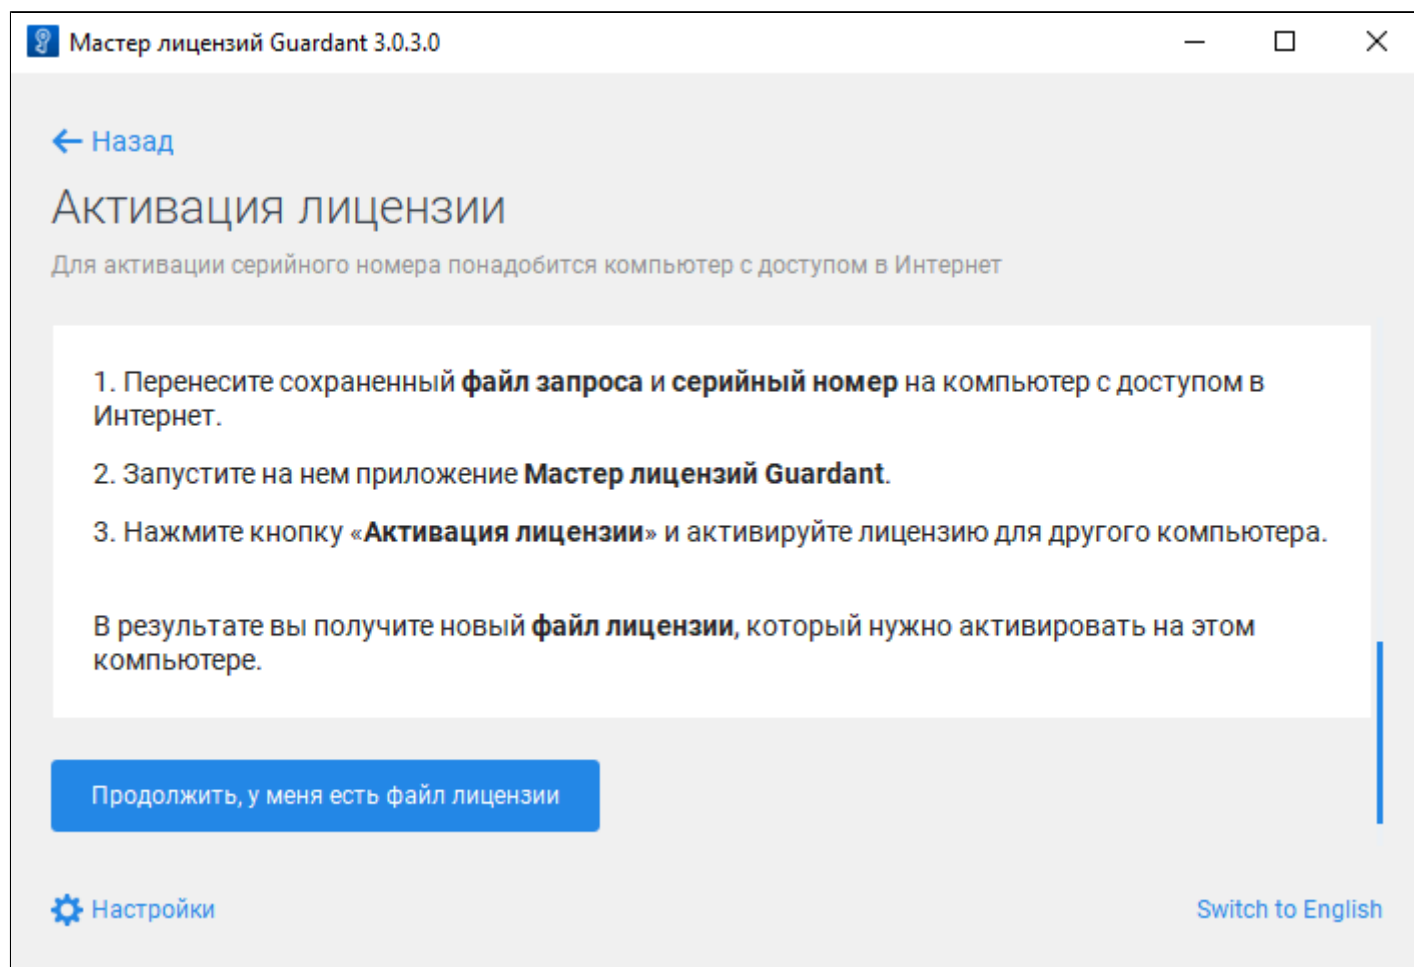 Мастер лицензий Guardant 3.0.3.0
Назад
Активация лицензии
Для активации серийного номера понадобится компьютер с доступом в Интернет
1. Перенесите сохраненный файл запроса и серийный номер на компьютер с доступом в
Интернет.
2. Запустите на нем приложение Мастер лицензий Guardant.
3. Нажмите кнопку «Активация лицензии» и активируйте лицензию для другого компьютера.
В результате вы получите новый файл лицензии, который нужно активировать на этом
компьютере.
Продолжить, у меня есть файл лицензии
Настройки
Switch to English